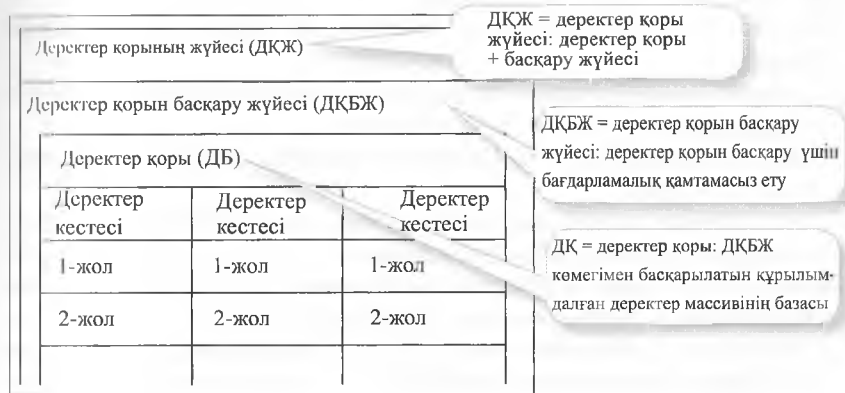 Деректер қорының жүйесі (ДҚЖ)
ДҚЖ = деректер қоры
жүйесі: деректер қоры
+ басқару жүйесі
Деректер қорын басқару жүйесі (ДҚБЖ)
ДҚБЖ = деректер қорын басқару
жүйесі: деректер қорын басқару үшін
бағдарламалық қамтамасыз ету
Деректер қоры (ДБ)
Деректер кестесі | Деректер кестесі | Деректер кестесі
1-жол | 1-жол | 1-жол
2-жол | 2-жол | 2-жол
ДҚ = деректер қоры: ДҚБЖ
көмегімен басқарылатын құрылым-
далған деректер массивінің базасы